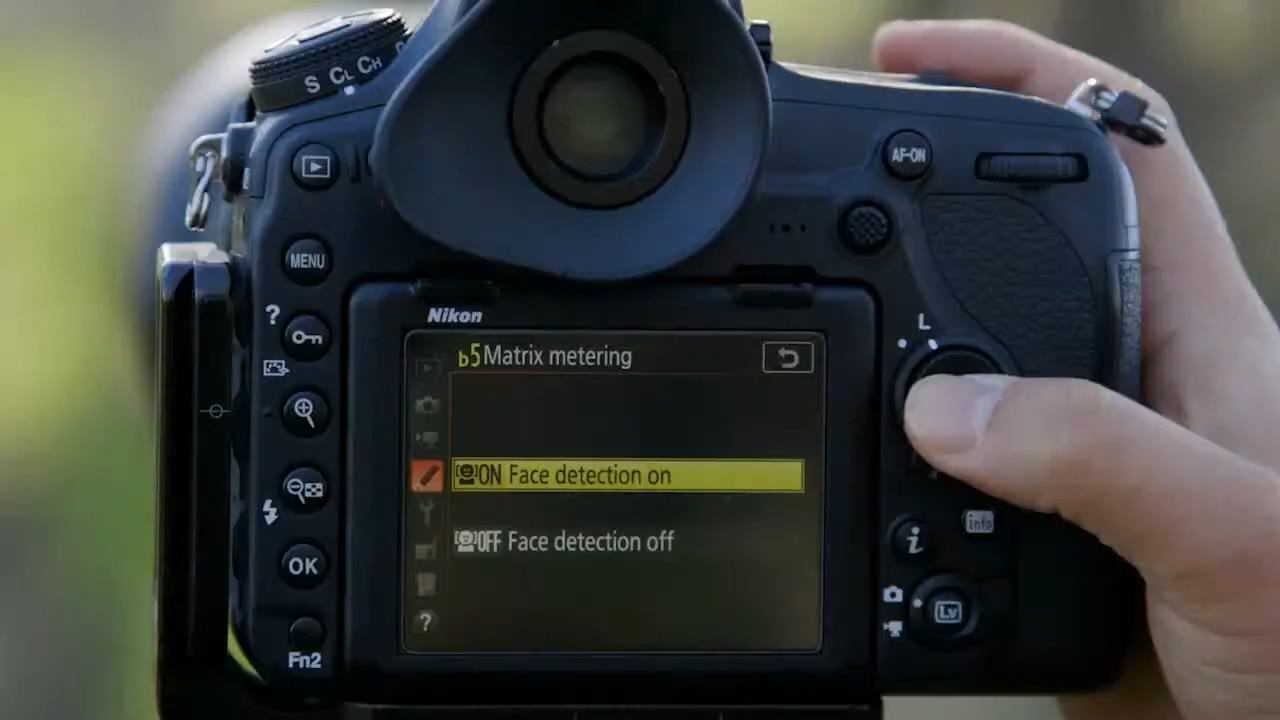 S CL CH
AF-ON
MENU
?
L
Nikon
b5 Matrix metering
ON Face detection on
OFF Face detection off
info
i
OK
Lv
?
Fn2